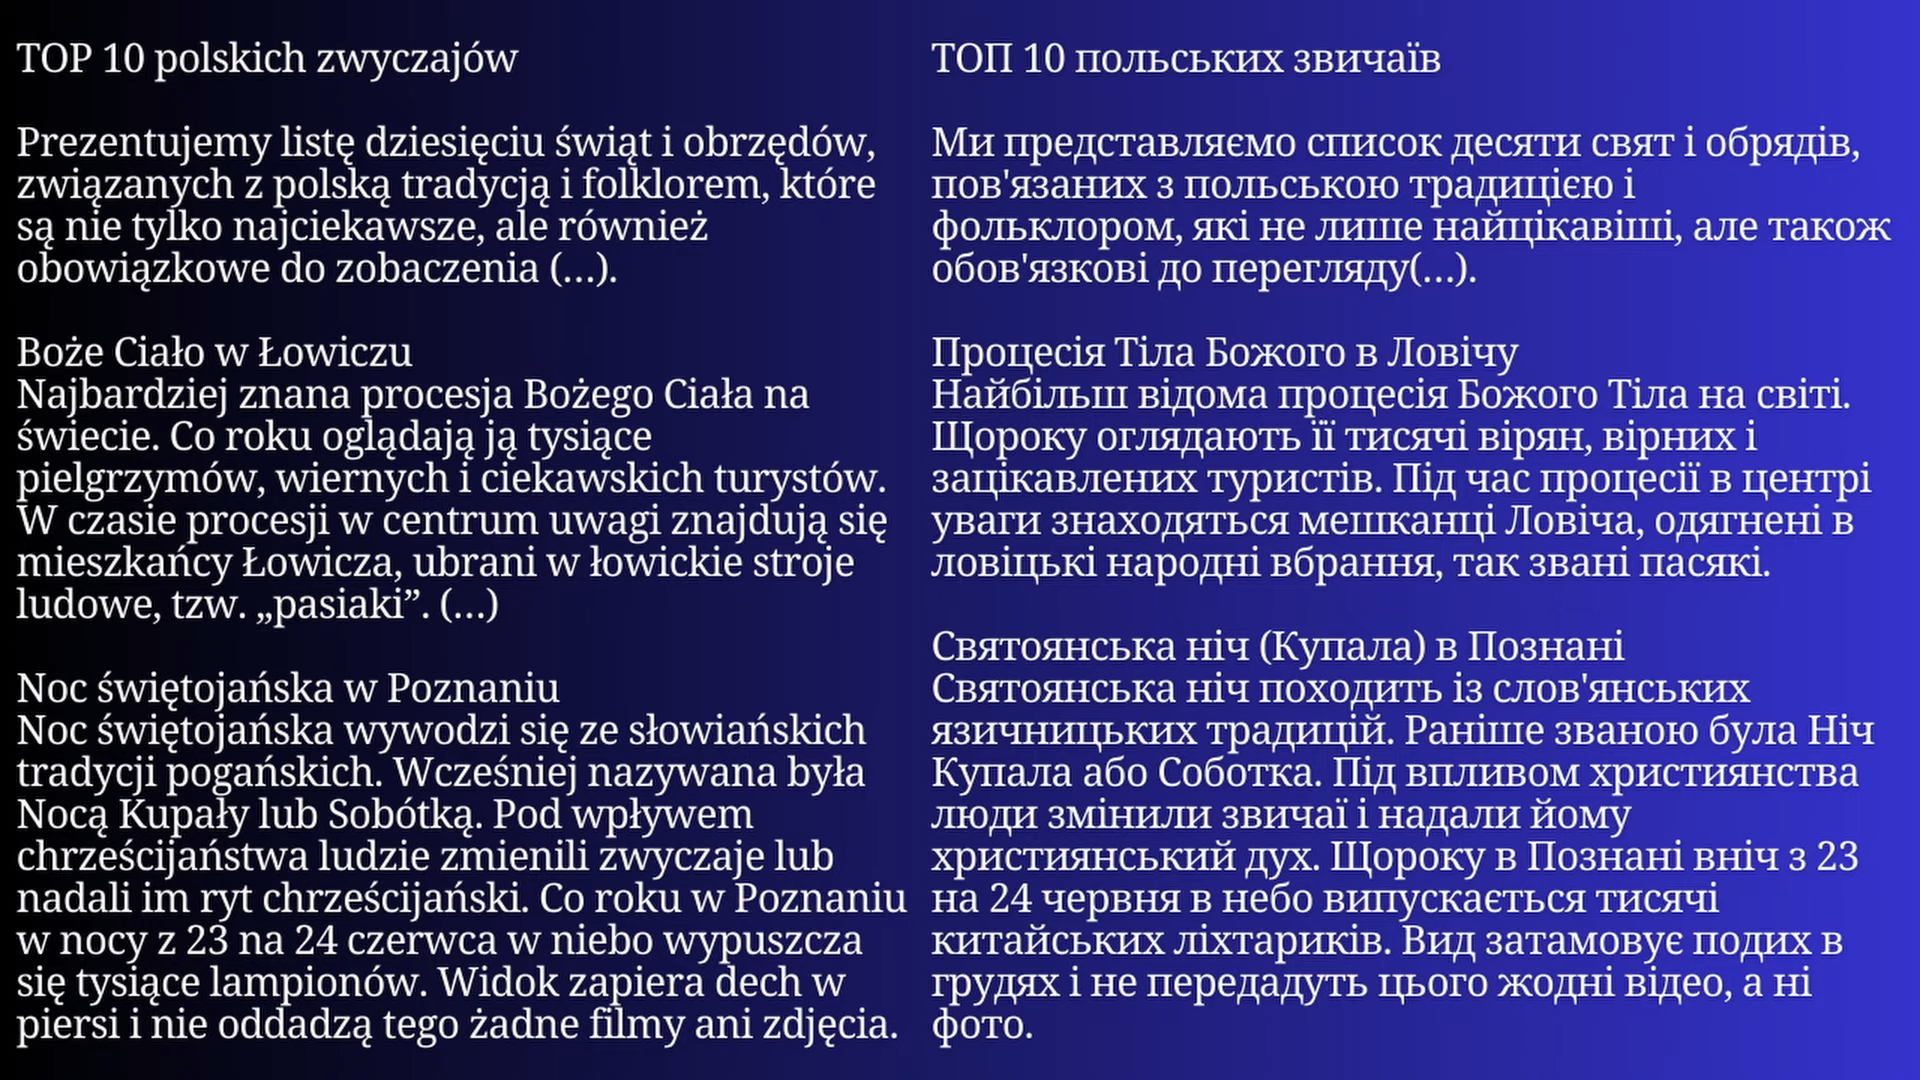 TOP 10 polskich zwyczajów
Prezentujemy listę dziesięciu świąt i obrzędów,
związanych z polską tradycją i folklorem, które
są nie tylko najciekawsze, ale również
obowiązkowe do zobaczenia (...).
Boże Ciało w Łowiczu
Najbardziej znana procesja Bożego Ciała na
świecie. Co roku oglądają ją tysiące
pielgrzymów, wiernych i ciekawskich turystów.
W czasie procesji w centrum uwagi znajdują się
mieszkańcy Łowicza, ubrani w łowickie stroje
ludowe, tzw. „pasiaki”. (...)
Noc świętojańska w Poznaniu
Noc świętojańska wywodzi się ze słowiańskich
tradycji pogańskich. Wcześniej nazywana była
Nocą Kupały lub Sobótką. Pod wpływem
chrześcijaństwa ludzie zmienili zwyczaje lub
nadali im ryt chrześcijański. Co roku w Poznaniu
w nocy z 23 na 24 czerwca w niebo wypuszcza
się tysiące lampionów. Widok zapiera dech w
piersi i nie oddadzą tego żadne filmy ani zdjęcia.
ТОП 10 польських звичаїв
Ми представляємо список десяти свят і обрядів,
пов'язаних з польською традицією і
фольклором, які не лише найцікавіші, але також
обов'язкові до перегляду(...).
Процесія Тіла Божого в Ловічу
Найбільш відома процесія Божого Тіла на світі.
Щороку оглядають її тисячі вірян, вірних і
зацікавлених туристів. Під час процесії в центрі
уваги знаходяться мешканці Ловіча, одягнені в
ловіцькі народні вбрання, так звані пасякі.
Святоянська ніч (Купала) в Познані
Святоянська ніч походить із слов'янських
язичницьких традицій. Раніше званою була Ніч
Купала або Соботка. Під впливом християнства
люди змінили звичаї і надали йому
християнський дух. Щороку в Познані вніч з 23
на 24 червня в небо випускається тисячі
китайських ліхтариків. Вид затамовує подих в
грудях і не передадуть цього жодні відео, а ні
фото.